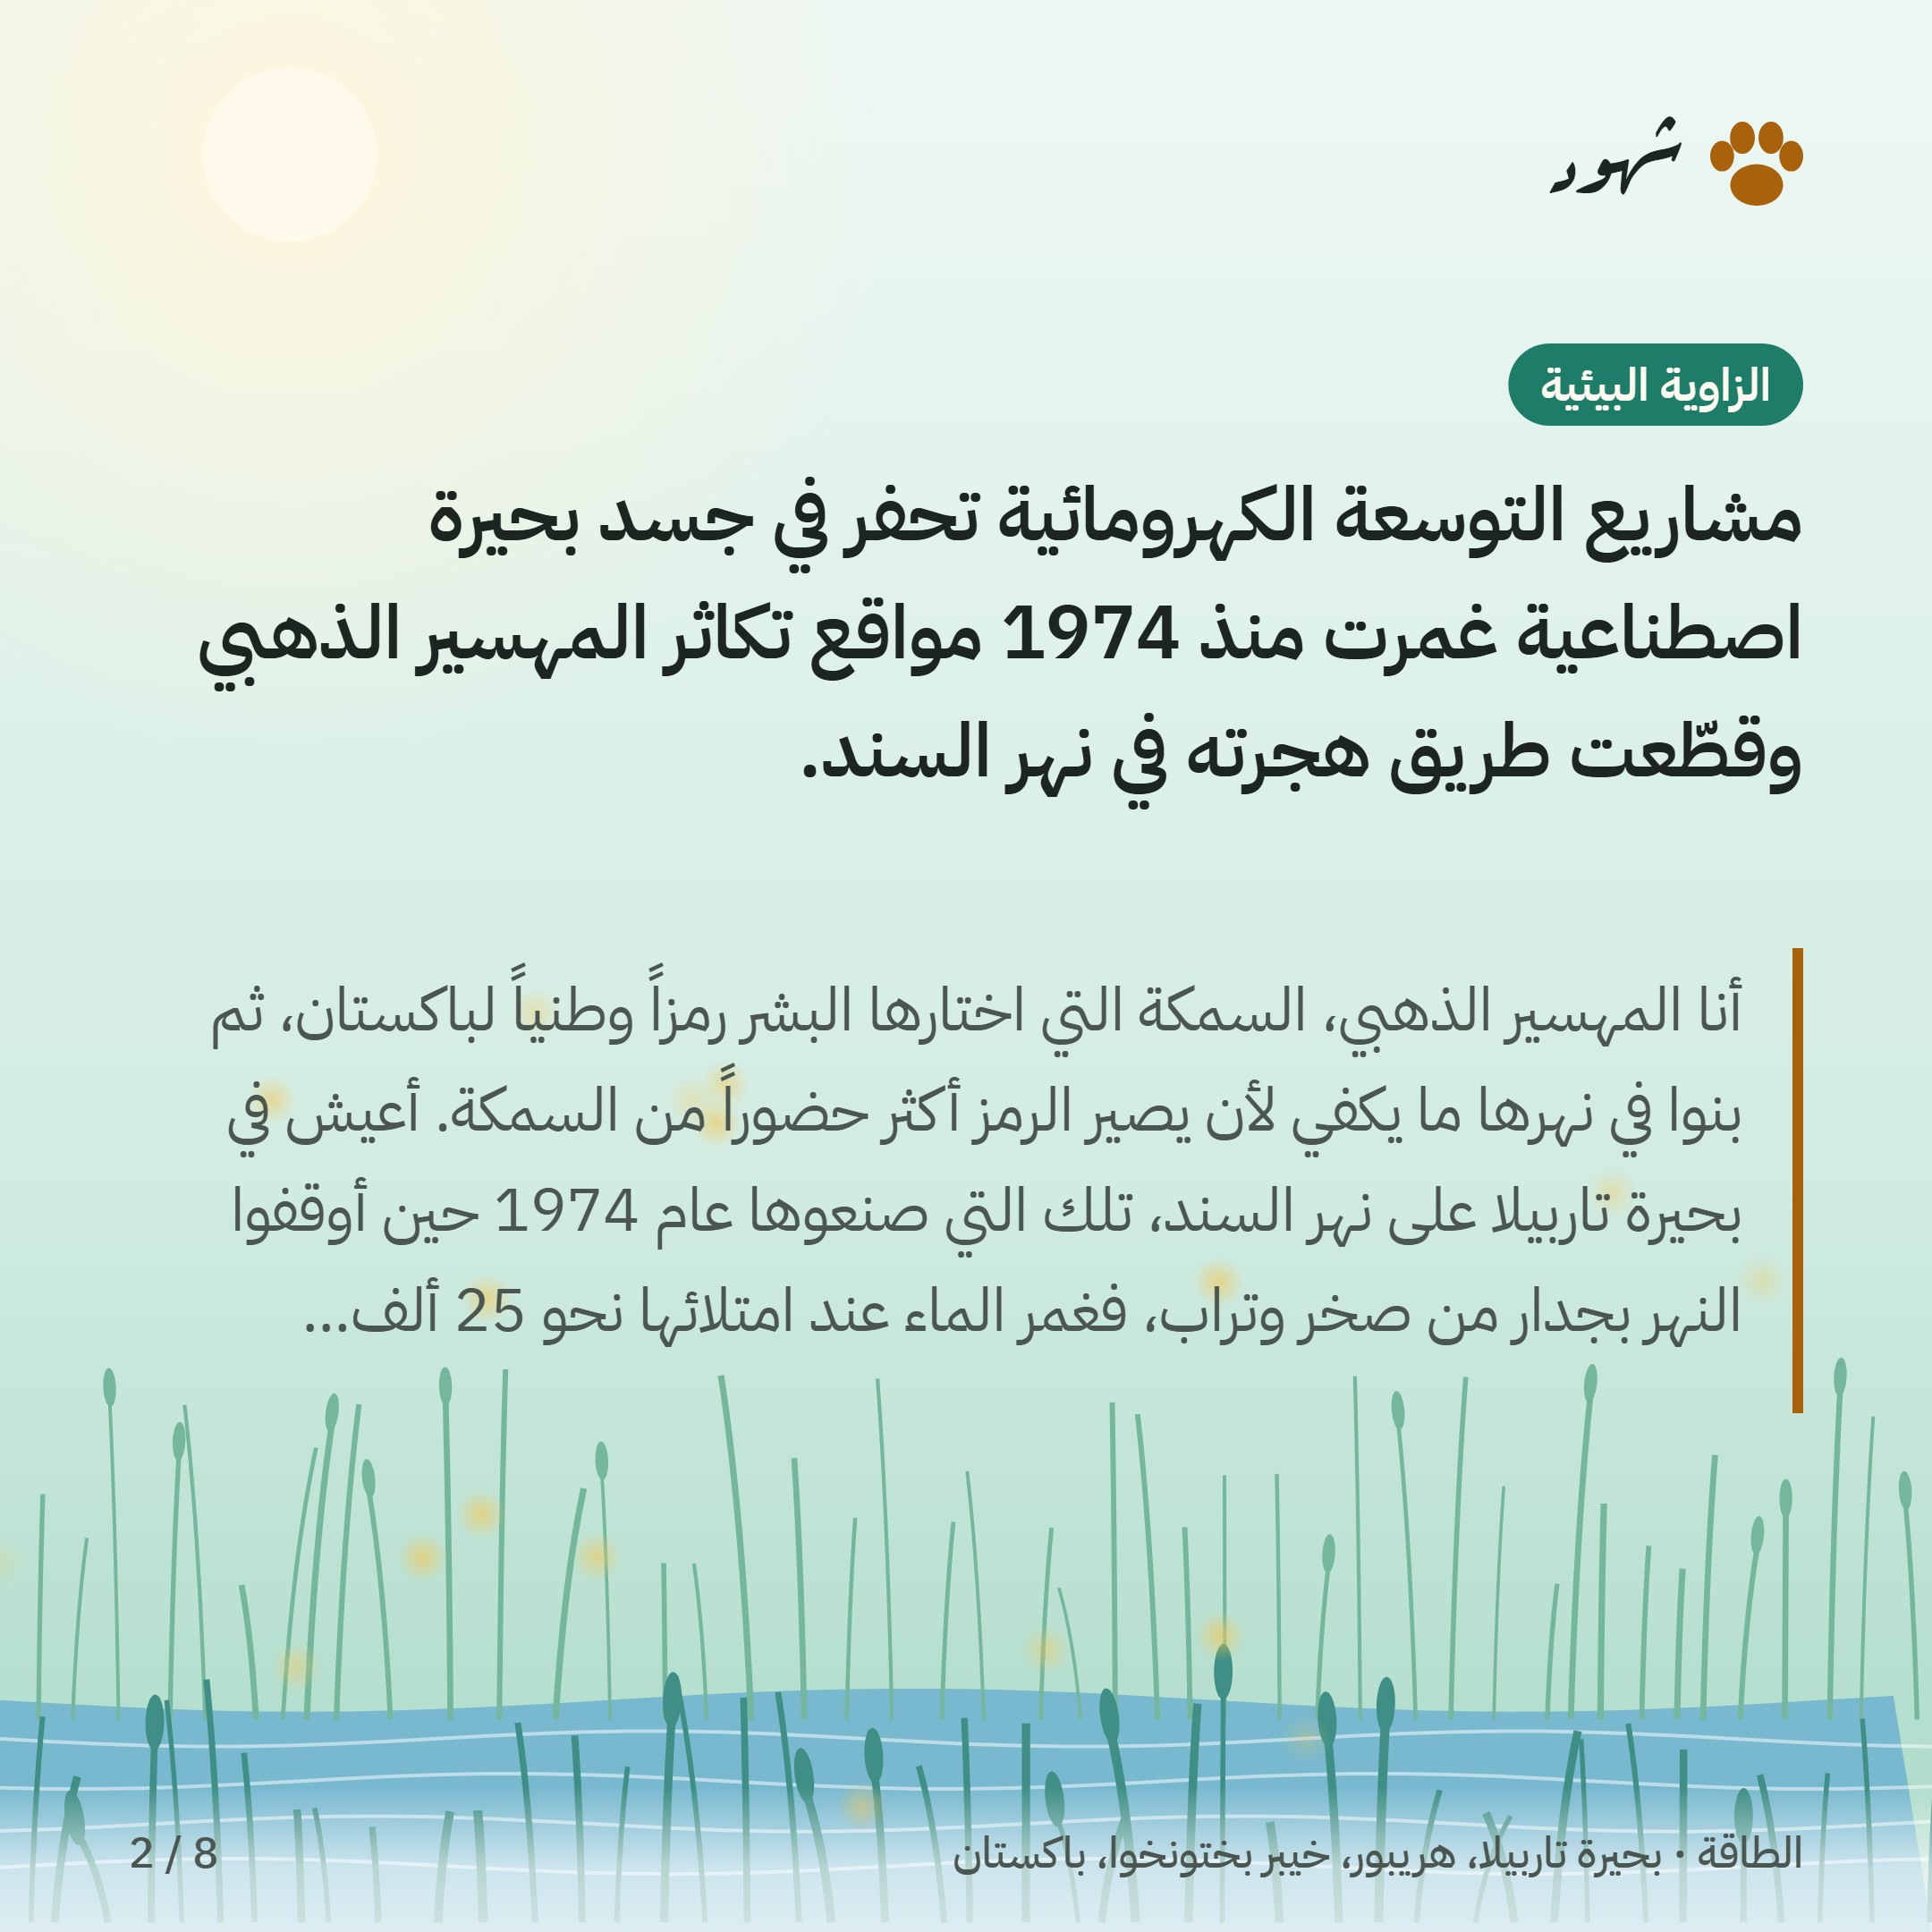 شهود
الزاوية البيئية
مشاريع التوسعة الكهرومائية تحفر في جسد بحيرة
اصطناعية غمرت منذ 1974 مواقع تكاثر المهسير الذهبي
وقطّعت طريق هجرته في نهر السند.
أنا المهسير الذهبي، السمكة التي اختارها البشر رمزاً وطنياً لباكستان، ثم
بنوا في نهرها ما يكفي لأن يصير الرمز أكثر حضوراً من السمكة. أعيش في
بحيرة تاربيلا على نهر السند، تلك التي صنعوها عام 1974 حين أوقفوا
النهر بجدار من صخر وتراب، فغمر الماء عند امتلائها نحو 25 ألف...
الطاقة · بحيرة تاربيلا، هريبور، خيبر بختونخوا، باكستان
2 / 8